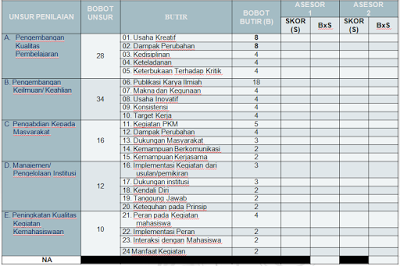 UNSUR PENILAIAN BOBOT UNSUR BUTIK BOBOT BUTIR (B) ASESOR 1 ASESOR 2
SKOR (S) BxS SKOR (S) BxS
A. Pengembangan Kualitas Pembelajaran 28
01. Usaha Kreatif 8
02. Dampak Perubahan 8
03. Kedisiplinan 4
04. Keteladanan 4
05. Keterbukaan Terhadap Kritik 4
B. Pengembangan Keilmuan/ Keahlian 34
06. Publikasi Karya Ilmiah 18
07. Makna dan Kegunaan 4
08. Usaha Inovatif 4
09. Konsistensi 4
10. Target Kerja 4
C. Pengabdian Kepada Masyarakat 16
11. Kegiatan PKM 5
12. Dampak Perubahan 4
13. Dukungan Masyarakat 3
14. Kemampuan Berkomunikasi 2
15. Kemampuan Kerjasama 2
D. Manajemen/ Pengelolaan Institusi 12
16. Implementasi Kegiatan dari usulan/pemikiran 3
17. Dukungan institusi 3
18. Kendali Diri 2
19. Tanggung Jawab 2
20. Keteguhan pada Prinsip 2
E. Peningkatan Kualitas Kegiatan Kemahasiswaan 10
21. Peran pada Kegiatan mahasiswa 4
22. Implementasi Peran 2
23. Interaksi dengan Mahasiswa 2
24 Manfaat Kegiatan 2
NA